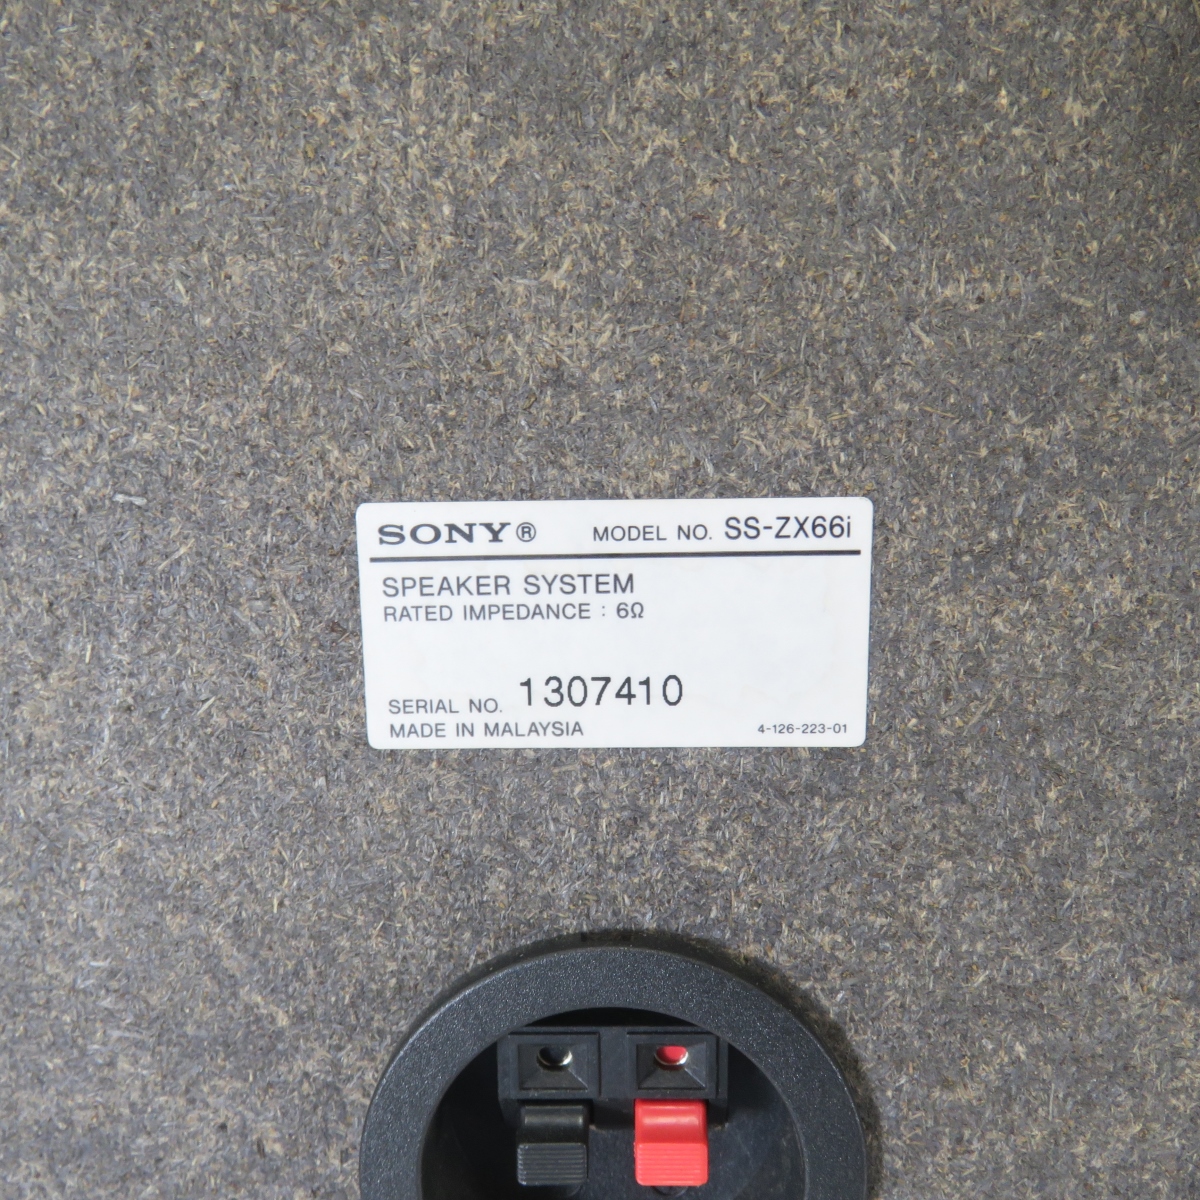 SONY® MODEL NO. SS-ZX66i
SPEAKER SYSTEM
RATED IMPEDANCE : 6Ω
SERIAL NO. 1307410
MADE IN MALAYSIA 4-126-223-01